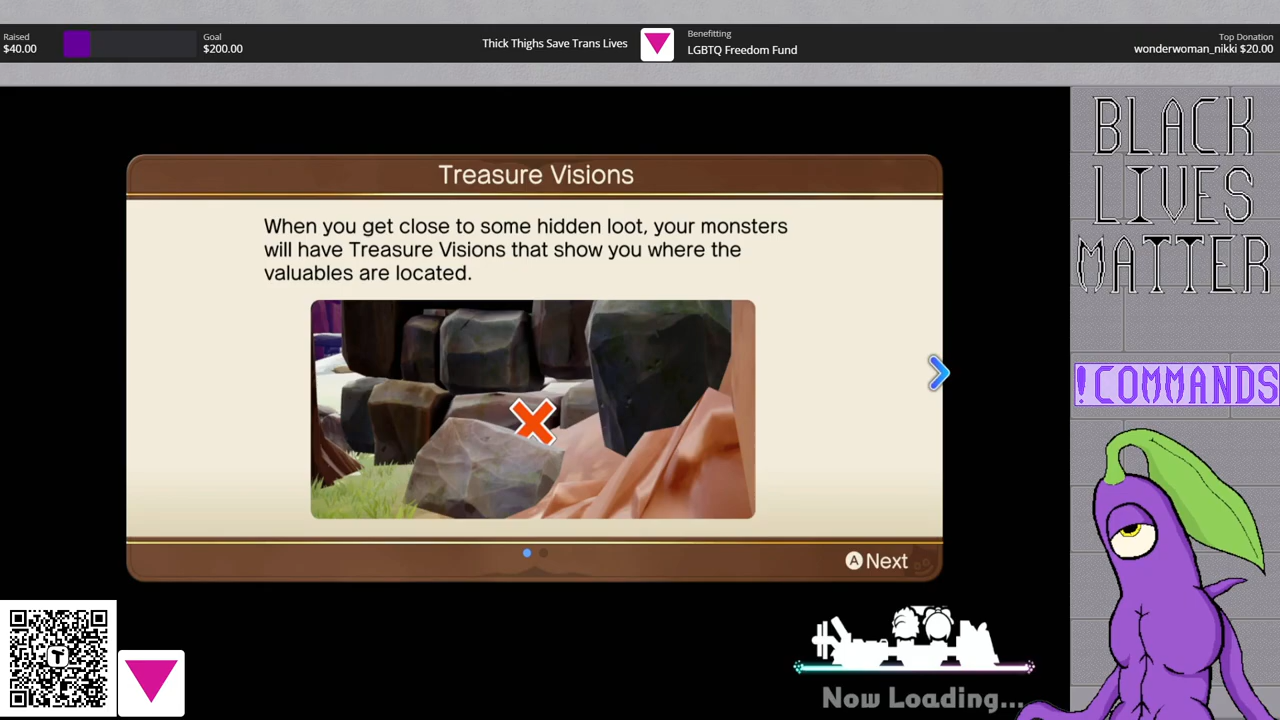 Raised
$40.00
Goal
$200.00
Thick Thighs Save Trans Lives
Benefitting
LGBTQ Freedom Fund
Top Donation
wonderwoman_nikki $20.00
BLACK
LIVES
MATTER
!COMMANDS
Treasure Visions
When you get close to some hidden loot, your monsters
will have Treasure Visions that show you where the
valuables are located.
A Next
T
Now Loading...